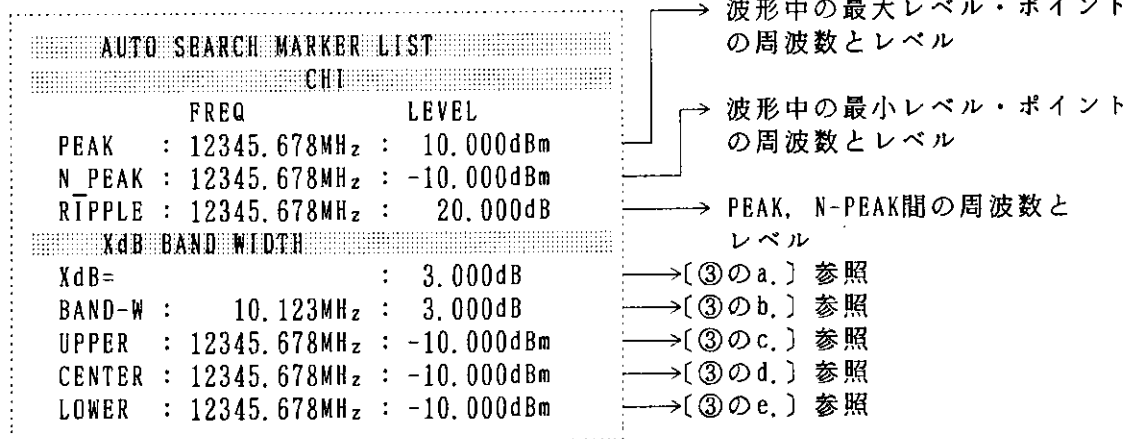 AUTO SEARCH MARKER LIST
CH1
FREQ LEVEL
PEAK : 12345.678MHz : 10.000dBm
N_PEAK : 12345.678MHz : -10.000dBm
RIPPLE : 12345.678MHz : 20.000dB
XdB BAND WIDTH
XdB= : 3.000dB
BAND-W : 10.123MHz : 3.000dB
UPPER : 12345.678MHz : -10.000dBm
CENTER : 12345.678MHz : -10.000dBm
LOWER : 12345.678MHz : -10.000dBm
→ 波形中の最大レベル・ポイント
の周波数とレベル
→ 波形中の最小レベル・ポイント
の周波数とレベル
→ PEAK, N-PEAK間の周波数と
レベル
→〔③のa.〕参照
→〔③のb.〕参照
→〔③のc.〕参照
→〔③のd.〕参照
→〔③のe.〕参照